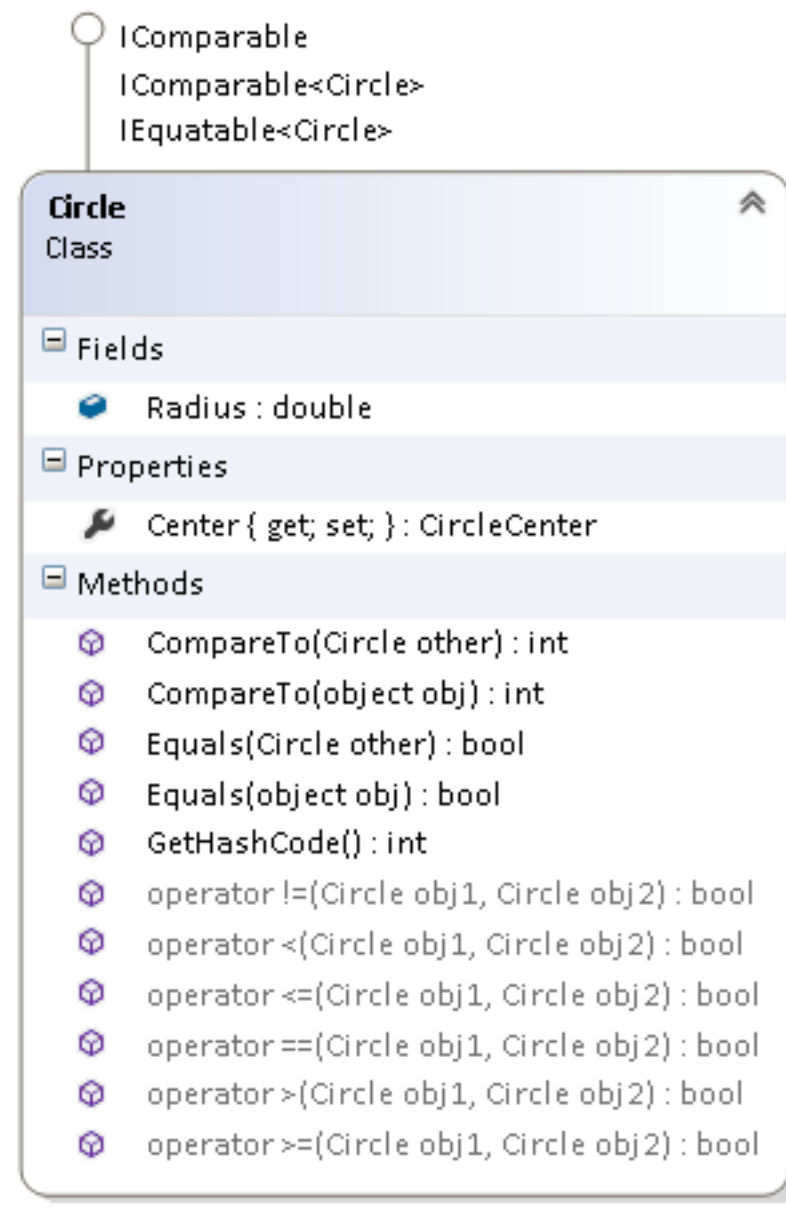 IComparable
IComparable<Circle>
IEquatable<Circle>
Circle
Class
Fields
Radius : double
Properties
Center { get; set; } : CircleCenter
Methods
CompareTo(Circle other) : int
CompareTo(object obj) : int
Equals(Circle other) : bool
Equals(object obj) : bool
GetHashCode() : int
operator !=(Circle obj1, Circle obj2) : bool
operator <(Circle obj1, Circle obj2) : bool
operator <=(Circle obj1, Circle obj2) : bool
operator ==(Circle obj1, Circle obj2) : bool
operator >(Circle obj1, Circle obj2) : bool
operator >=(Circle obj1, Circle obj2) : bool